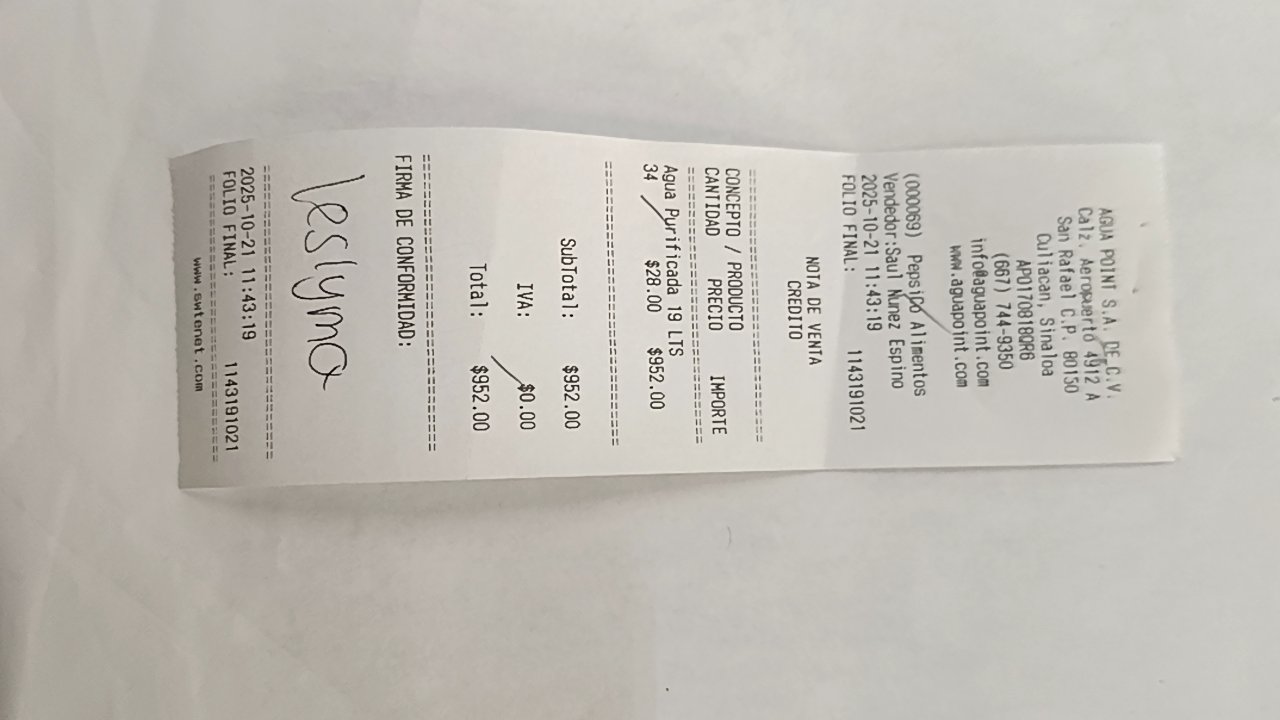 AGUA POINT S.A. DE C.V.
Calz. Aeropuerto 4912 A
San Rafael C.P. 80150
Culiacan, Sinaloa
APO170818QR6
(667) 744-9350
info@aguapoint.com
www.aguapoint.com
(000069) Pepsico Alimentos
Vendedor:Saul Nunez Espino
2025-10-21 11:43:19
FOLIO FINAL: 1143191021
NOTA DE VENTA
CREDITO
==============================
CONCEPTO / PRODUCTO
CANTIDAD PRECIO IMPORTE
==============================
Agua Purificada 19 LTS
34 $28.00 $952.00
==============================
SubTotal: $952.00
IVA: $0.00
Total: $952.00
==============================
FIRMA DE CONFORMIDAD:
Leslyma
==============================
2025-10-21 11:43:19
FOLIO FINAL: 1143191021
==============================
www.swtenet.com